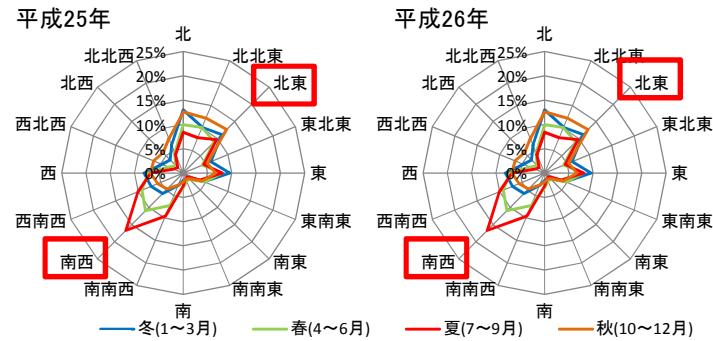 平成25年
北
北北東
北東
東北東
東
東南東
南東
南南東
南
南南西
南西
西南西
西
西北西
北西
北北西
25%
20%
15%
10%
5%
0%
平成26年
北
北北東
北東
東北東
東
東南東
南東
南南東
南
南南西
南西
西南西
西
西北西
北西
北北西
25%
20%
15%
10%
5%
0%
冬(1～3月) 春(4～6月) 夏(7～9月) 秋(10～12月)